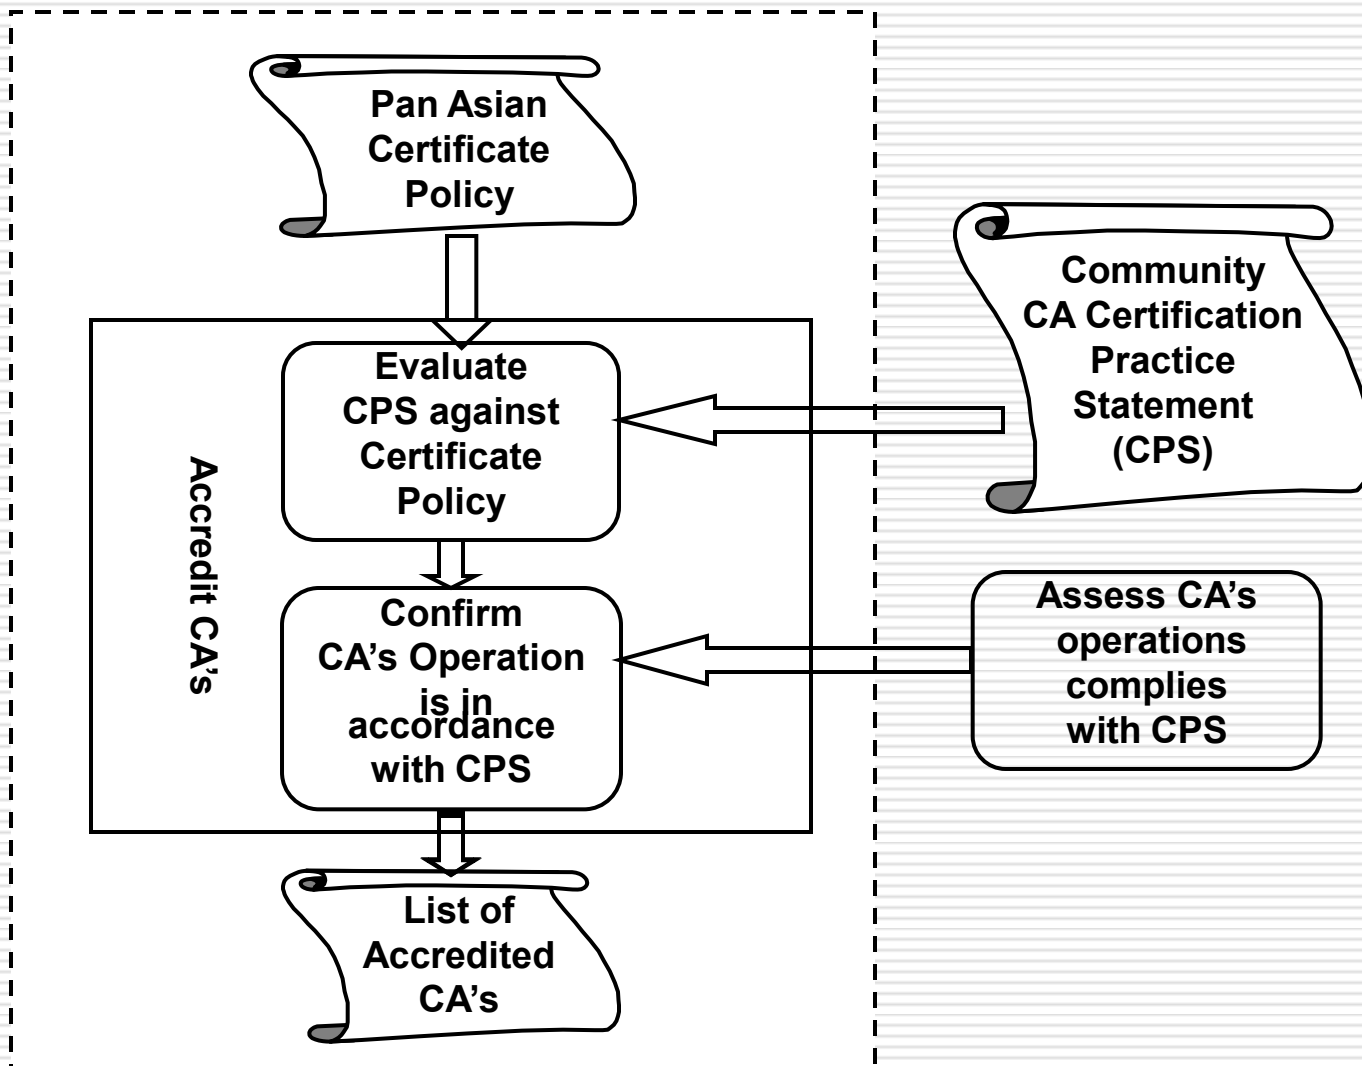 Pan Asian
Certificate
Policy
Evaluate
CPS against
Certificate
Policy
Accredit CA's
Confirm
CA's Operation
is in
accordance
with CPS
List of
Accredited
CA's
Community
CA Certification
Practice
Statement
(CPS)
Assess CA's
operations
complies
with CPS